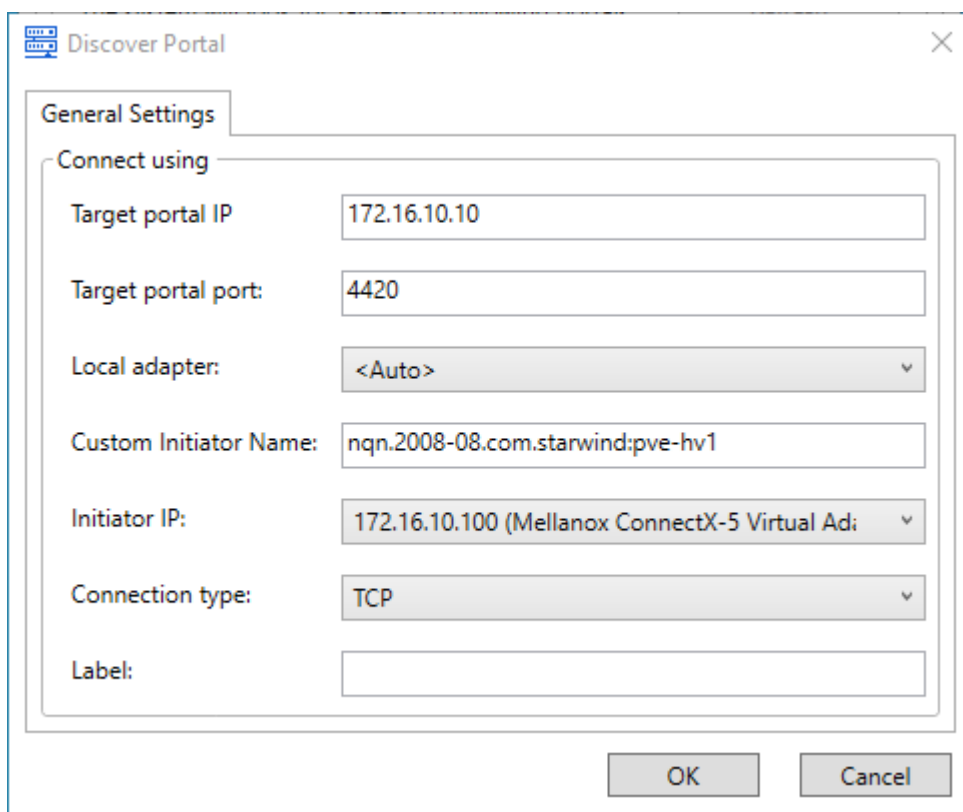 Discover Portal
General Settings
Connect using
Target portal IP
172.16.10.10
Target portal port:
4420
Local adapter:
<Auto>
Custom Initiator Name:
nqn.2008-08.com.starwind:pve-hv1
Initiator IP:
172.16.10.100 (Mellanox ConnectX-5 Virtual
Connection type:
TCP
Label:
OK
Cancel